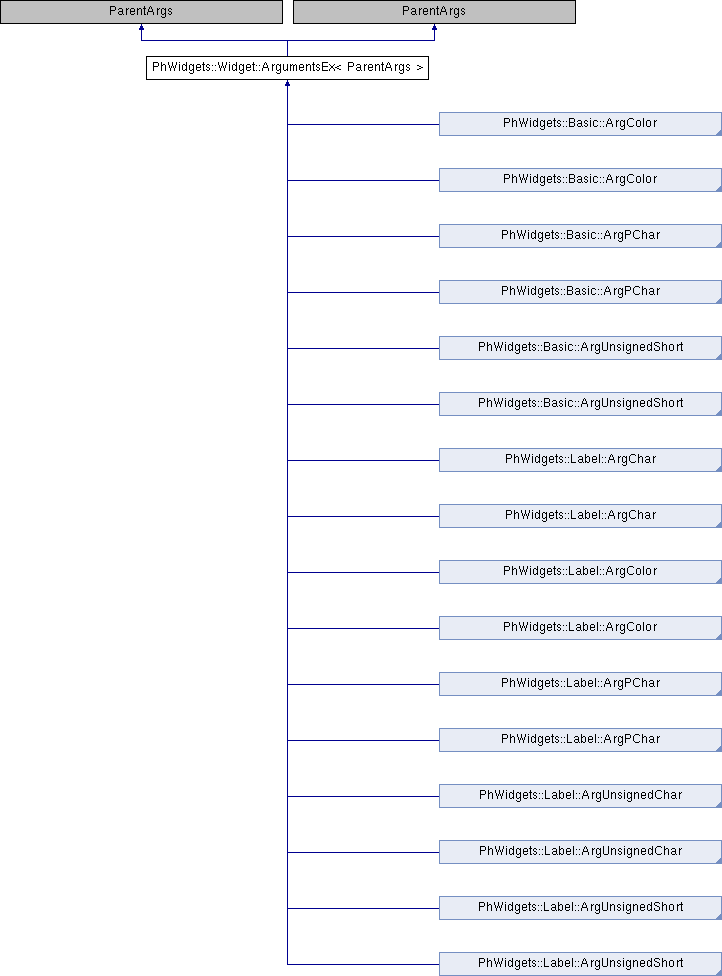 ParentArgs
ParentArgs
PhWidgets::Widget::ArgumentsEx< ParentArgs >
PhWidgets::Basic::ArgColor
PhWidgets::Basic::ArgColor
PhWidgets::Basic::ArgPChar
PhWidgets::Basic::ArgPChar
PhWidgets::Basic::ArgUnsignedShort
PhWidgets::Basic::ArgUnsignedShort
PhWidgets::Label::ArgChar
PhWidgets::Label::ArgChar
PhWidgets::Label::ArgColor
PhWidgets::Label::ArgColor
PhWidgets::Label::ArgPChar
PhWidgets::Label::ArgPChar
PhWidgets::Label::ArgUnsignedChar
PhWidgets::Label::ArgUnsignedChar
PhWidgets::Label::ArgUnsignedShort
PhWidgets::Label::ArgUnsignedShort